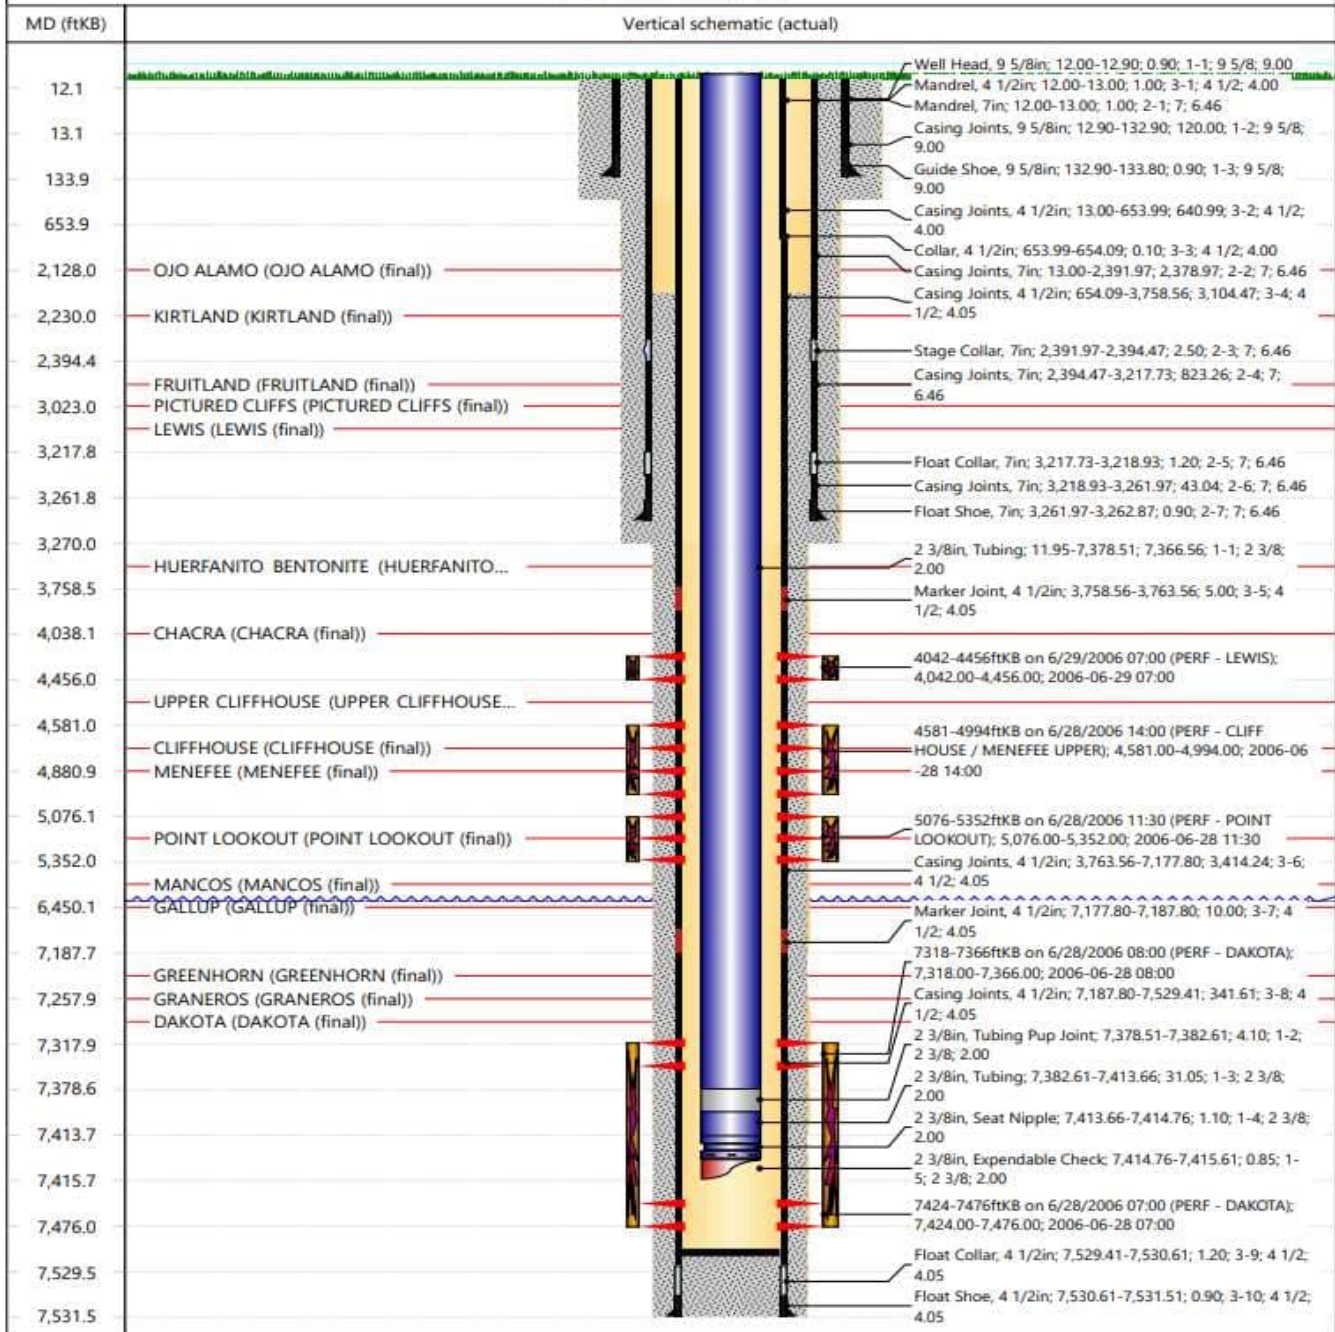 MD (ftKB)
Vertical schematic (actual)
12.1
13.1
133.9
653.9
2,128.0
2,230.0
2,394.4
3,023.0
3,217.8
3,261.8
3,270.0
3,758.5
4,038.1
4,456.0
4,581.0
4,880.9
5,076.1
5,352.0
6,450.1
7,187.7
7,257.9
7,317.9
7,378.6
7,413.7
7,415.7
7,476.0
7,529.5
7,531.5
OJO ALAMO (OJO ALAMO (final))
KIRTLAND (KIRTLAND (final))
FRUITLAND (FRUITLAND (final))
PICTURED CLIFFS (PICTURED CLIFFS (final))
LEWIS (LEWIS (final))
HUERFANITO BENTONITE (HUERFANITO...
CHACRA (CHACRA (final))
UPPER CLIFFHOUSE (UPPER CLIFFHOUSE...
CLIFFHOUSE (CLIFFHOUSE (final))
MENEFEE (MENEFEE (final))
POINT LOOKOUT (POINT LOOKOUT (final))
MANCOS (MANCOS (final))
GALLUP (GALLUP (final))
GREENHORN (GREENHORN (final))
GRANEROS (GRANEROS (final))
DAKOTA (DAKOTA (final))
Well Head, 9 5/8in; 12.00-12.90; 0.90; 1-1; 9 5/8; 9.00
Mandrel, 4 1/2in; 12.00-13.00; 1.00; 3-1; 4 1/2; 4.00
Mandrel, 7in; 12.00-13.00; 1.00; 2-1; 7; 6.46
Casing Joints, 9 5/8in; 12.90-132.90; 120.00; 1-2; 9 5/8;
9.00
Guide Shoe, 9 5/8in; 132.90-133.80; 0.90; 1-3; 9 5/8;
9.00
Casing Joints, 4 1/2in; 13.00-653.99; 640.99; 3-2; 4 1/2;
4.00
Collar, 4 1/2in; 653.99-654.09; 0.10; 3-3; 4 1/2; 4.00
Casing Joints, 7in; 13.00-2,391.97; 2,378.97; 2-2; 7; 6.46
Casing Joints, 4 1/2in; 654.09-3,758.56; 3,104.47; 3-4; 4
1/2; 4.05
Stage Collar, 7in; 2,391.97-2,394.47; 2.50; 2-3; 7; 6.46
Casing Joints, 7in; 2,394.47-3,217.73; 823.26; 2-4; 7;
6.46
Float Collar, 7in; 3,217.73-3,218.93; 1.20; 2-5; 7; 6.46
Casing Joints, 7in; 3,218.93-3,261.97; 43.04; 2-6; 7; 6.46
Float Shoe, 7in; 3,261.97-3,262.87; 0.90; 2-7; 7; 6.46
2 3/8in, Tubing; 11.95-7,378.51; 7,366.56; 1-1; 2 3/8;
2.00
Marker Joint, 4 1/2in; 3,758.56-3,763.56; 5.00; 3-5; 4
1/2; 4.05
4042-4456ftKB on 6/29/2006 07:00 (PERF - LEWIS);
4,042.00-4,456.00; 2006-06-29 07:00
4581-4994ftKB on 6/28/2006 14:00 (PERF - CLIFF
HOUSE / MENEFEE UPPER); 4,581.00-4,994.00; 2006-06
-28 14:00
5076-5352ftKB on 6/28/2006 11:30 (PERF - POINT
LOOKOUT); 5,076.00-5,352.00; 2006-06-28 11:30
Casing Joints, 4 1/2in; 3,763.56-7,177.80; 3,414.24; 3-6;
4 1/2; 4.05
Marker Joint, 4 1/2in; 7,177.80-7,187.80; 10.00; 3-7; 4
1/2; 4.05
7318-7366ftKB on 6/28/2006 08:00 (PERF - DAKOTA);
7,318.00-7,366.00; 2006-06-28 08:00
Casing Joints, 4 1/2in; 7,187.80-7,529.41; 341.61; 3-8; 4
1/2; 4.05
2 3/8in, Tubing Pup Joint; 7,378.51-7,382.61; 4.10; 1-2;
2 3/8; 2.00
2 3/8in, Tubing; 7,382.61-7,413.66; 31.05; 1-3; 2 3/8;
2.00
2 3/8in, Seat Nipple; 7,413.66-7,414.76; 1.10; 1-4; 2 3/8;
2.00
2 3/8in, Expendable Check; 7,414.76-7,415.61; 0.85; 1-
5; 2 3/8; 2.00
7424-7476ftKB on 6/28/2006 07:00 (PERF - DAKOTA);
7,424.00-7,476.00; 2006-06-28 07:00
Float Collar, 4 1/2in; 7,529.41-7,530.61; 1.20; 3-9; 4 1/2;
4.05
Float Shoe, 4 1/2in; 7,530.61-7,531.51; 0.90; 3-10; 4 1/2;
4.05